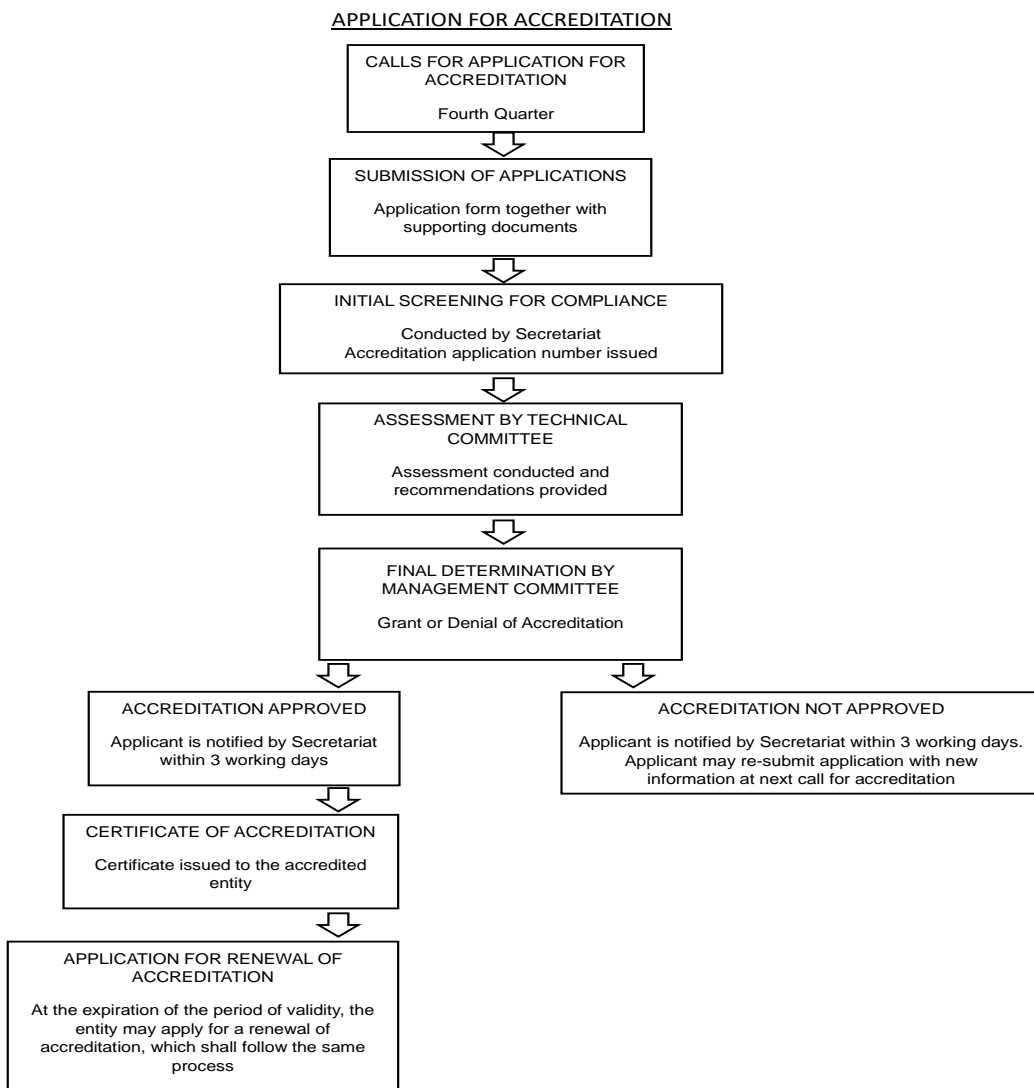 APPLICATION FOR ACCREDITATION
CALLS FOR APPLICATION FOR
ACCREDITATION
Fourth Quarter
SUBMISSION OF APPLICATIONS
Application form together with
supporting documents
INITIAL SCREENING FOR COMPLIANCE
Conducted by Secretariat
Accreditation application number issued
ASSESSMENT BY TECHNICAL
COMMITTEE
Assessment conducted and
recommendations provided
FINAL DETERMINATION BY
MANAGEMENT COMMITTEE
Grant or Denial of Accreditation
ACCREDITATION APPROVED
Applicant is notified by Secretariat
within 3 working days
ACCREDITATION NOT APPROVED
Applicant is notified by Secretariat within 3 working days.
Applicant may re-submit application with new
information at next call for accreditation
CERTIFICATE OF ACCREDITATION
Certificate issued to the accredited
entity
APPLICATION FOR RENEWAL OF
ACCREDITATION
At the expiration of the period of validity, the
entity may apply for a renewal of
accreditation, which shall follow the same
process